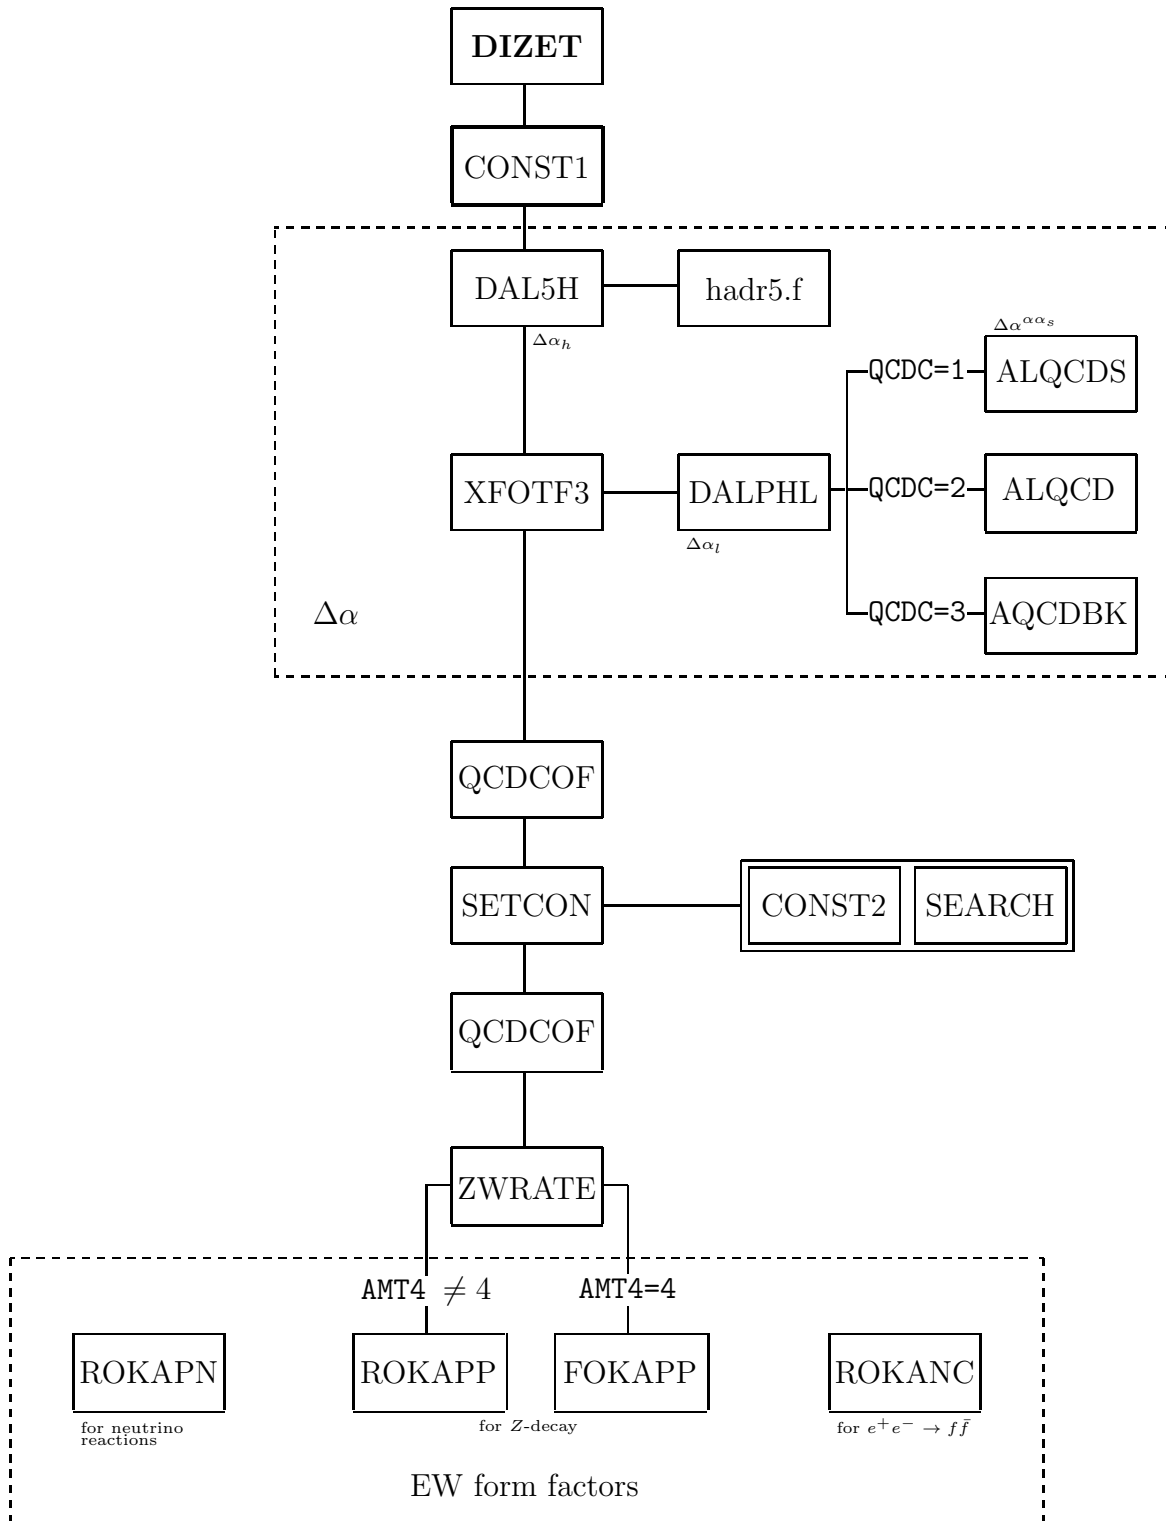 DIZET
CONST1
DAL5H
hadr5.f
Δα_h
Δα^{αα_s}
QCDC=1
ALQCDS
XFOTF3
DALPHL
QCDC=2
ALQCD
Δα_l
Δα
QCDC=3
AQCDBK
QCDCOF
SETCON
CONST2
SEARCH
QCDCOF
ZWRATE
AMT4 ≠ 4
AMT4=4
ROKAPN
ROKAPP
FOKAPP
ROKANC
for neutrino
reactions
for Z-decay
for e⁺e⁻ → f f̄
EW form factors